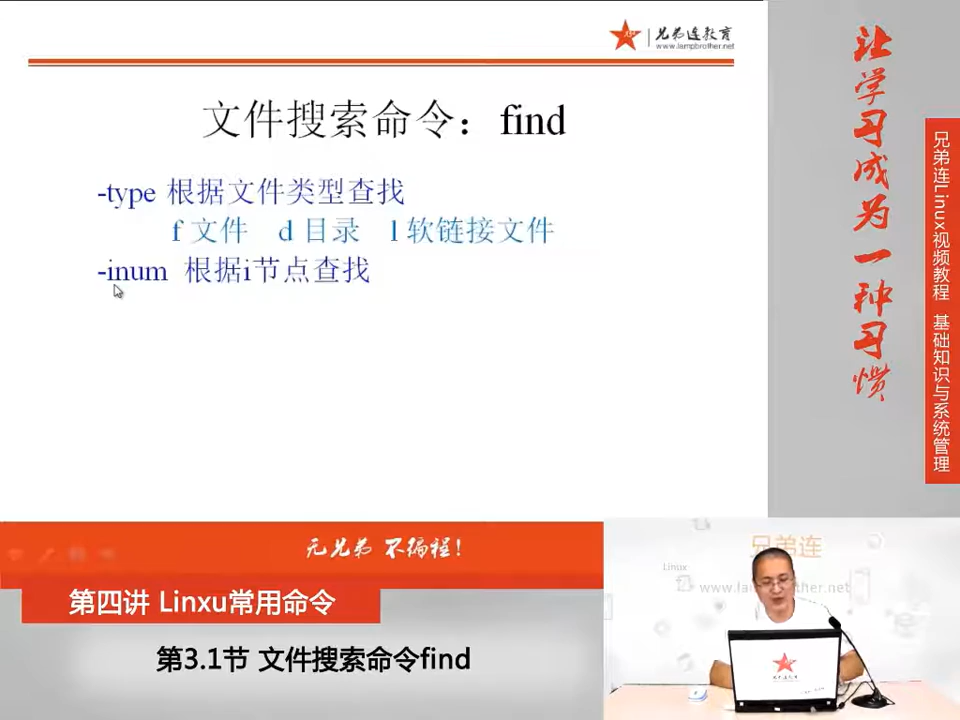 兄弟连教育
www.lampbrother.net
文件搜索命令：find
-type 根据文件类型查找
f 文件 d 目录 l 软链接文件
-inum 根据i节点查找
让学习成为一种习惯
兄弟连Linux视频教程 基础知识与系统管理
无兄弟 不编程！
第四讲 Linxu常用命令
第3.1节 文件搜索命令find
兄弟连
Linux